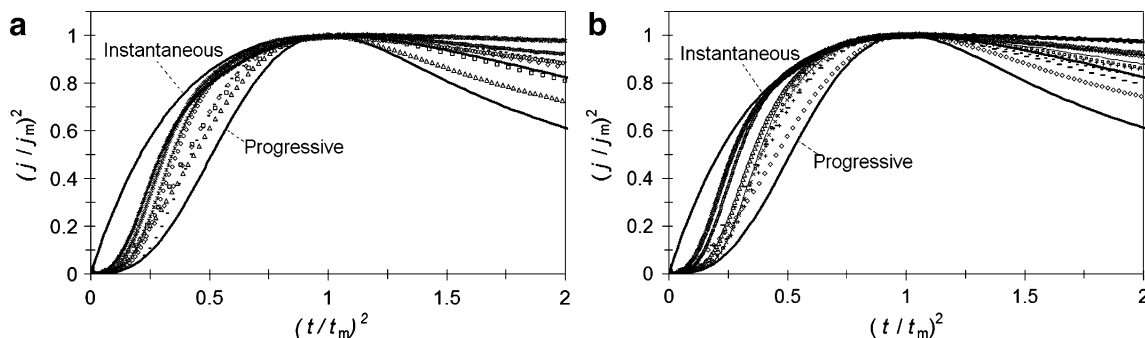 a
1
0.8
0.6
0.4
0.2
0
(j / jm)²
Instantaneous
Progressive
0
0.5
1
1.5
2
(t/tm)²
b
1
0.8
0.6
0.4
0.2
0
(j / jm)²
Instantaneous
Progressive
0
0.5
1
1.5
2
(t / tm)²